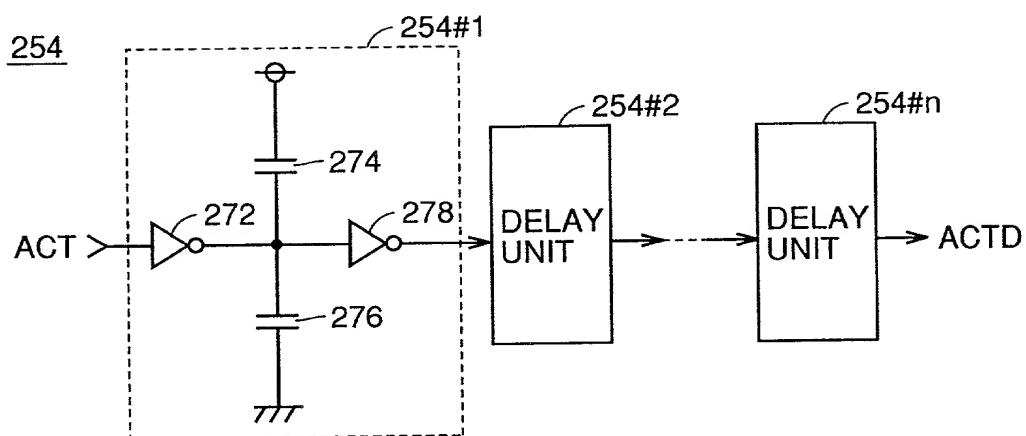 254
254#1
254#2
254#n
274
272
278
ACT
DELAY
UNIT
DELAY
UNIT
ACTD
276